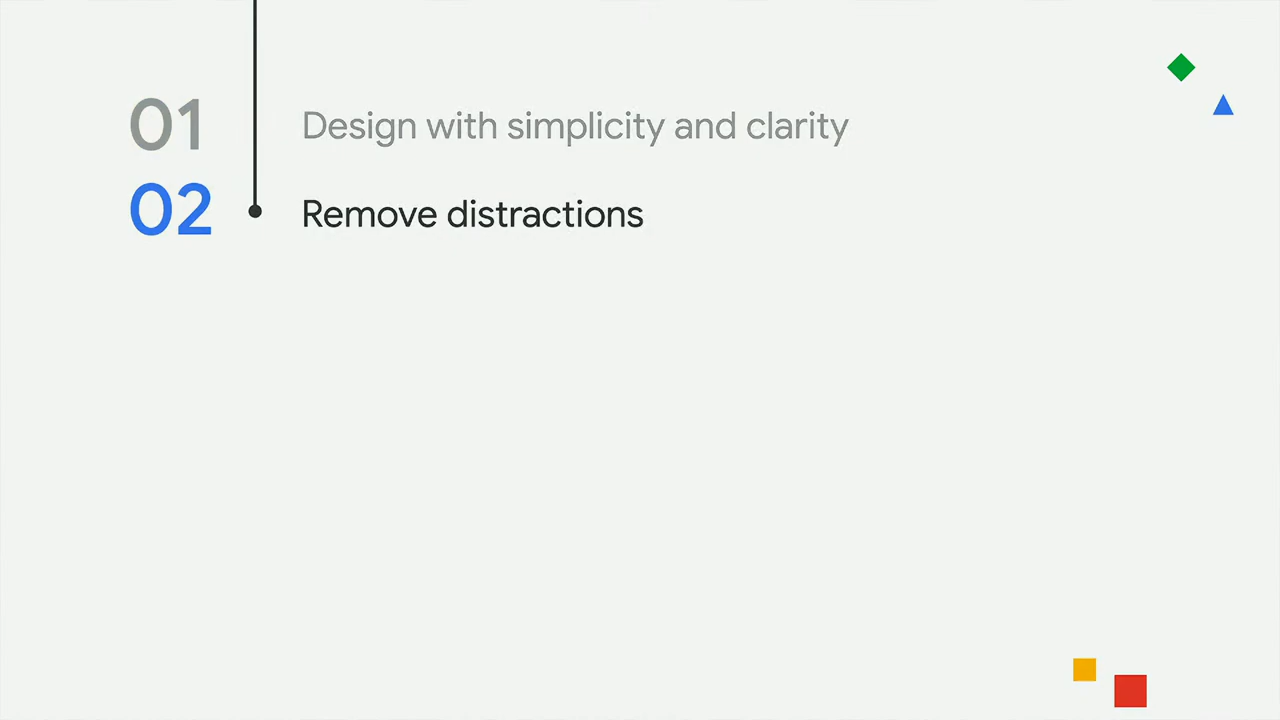 01 Design with simplicity and clarity
02 Remove distractions